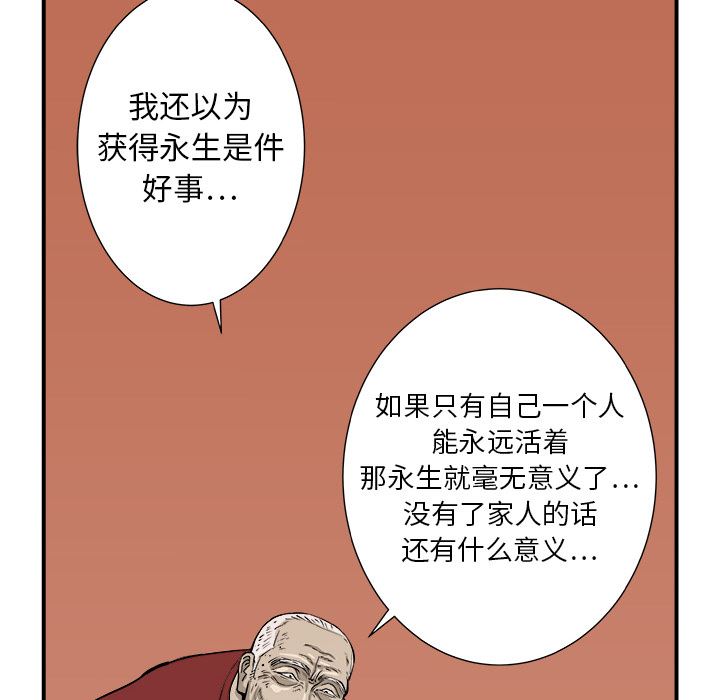 我还以为
获得永生是件
好事...
如果只有自己一个人
能永远活着
那永生就毫无意义了...
没有了家人的话
还有什么意义...